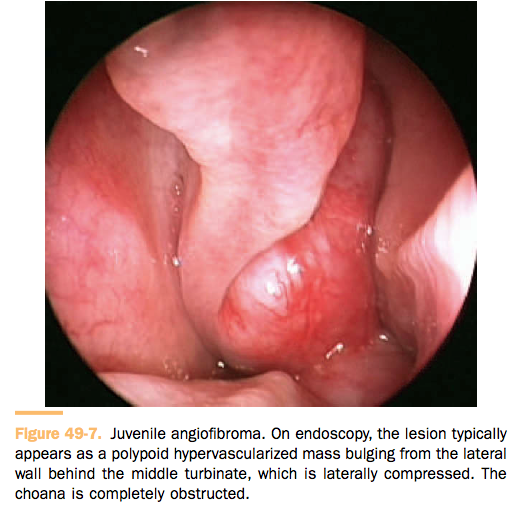 Figure 49-7. Juvenile angiofibroma. On endoscopy, the lesion typically
appears as a polypoid hypervascularized mass bulging from the lateral
wall behind the middle turbinate, which is laterally compressed. The
choana is completely obstructed.